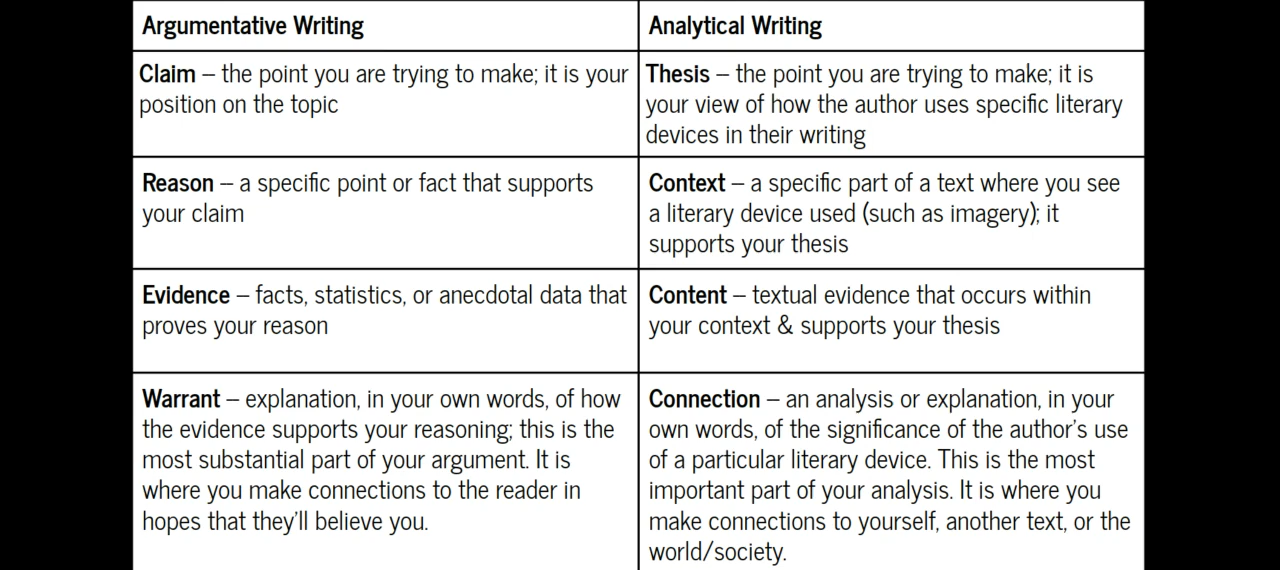 Argumentative Writing
Analytical Writing
Claim – the point you are trying to make; it is your
position on the topic
Thesis – the point you are trying to make; it is
your view of how the author uses specific literary
devices in their writing
Reason – a specific point or fact that supports
your claim
Context – a specific part of a text where you see
a literary device used (such as imagery); it
supports your thesis
Evidence – facts, statistics, or anecdotal data that
proves your reason
Content – textual evidence that occurs within
your context & supports your thesis
Warrant – explanation, in your own words, of how
the evidence supports your reasoning; this is the
most substantial part of your argument. It is
where you make connections to the reader in
hopes that they'll believe you.
Connection – an analysis or explanation, in your
own words, of the significance of the author's use
of a particular literary device. This is the most
important part of your analysis. It is where you
make connections to yourself, another text, or the
world/society.